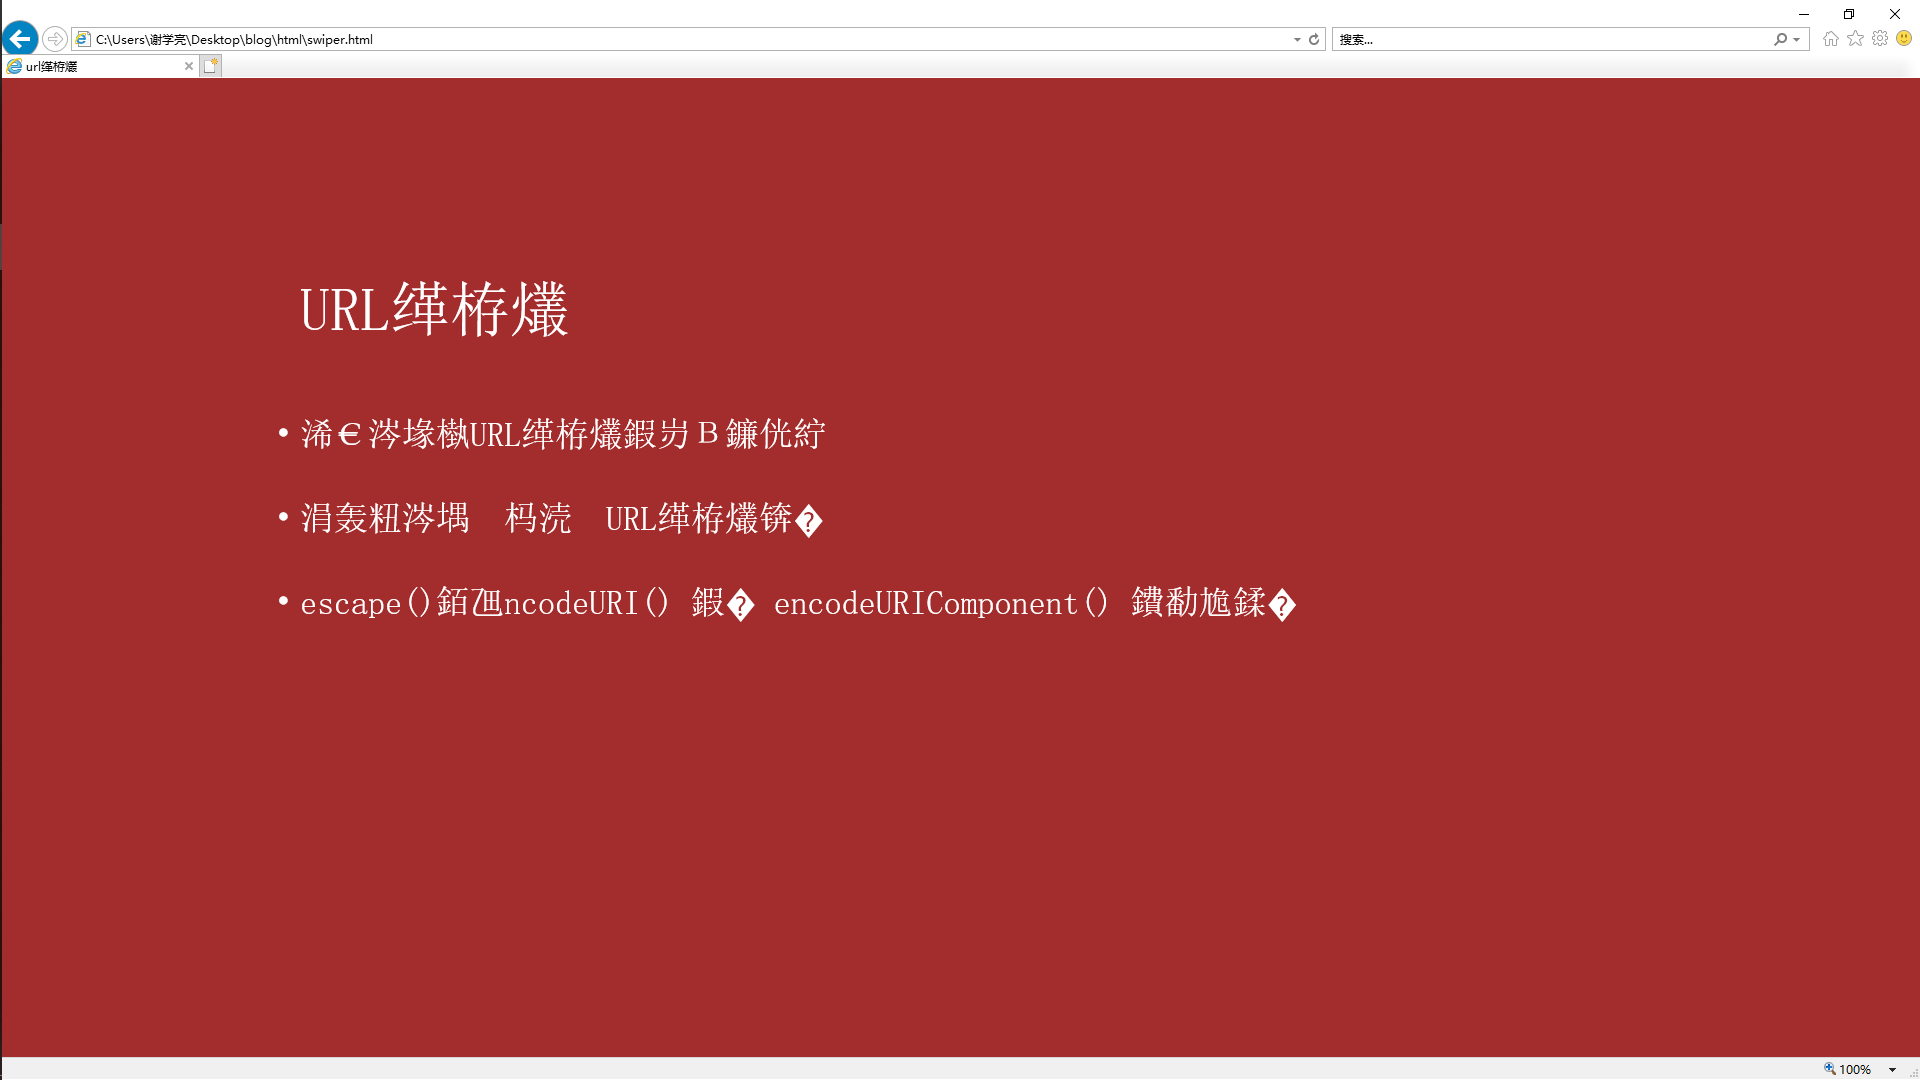 C:\Users\谢学亮\Desktop\blog\html\swiper.html
搜索...
url缂栫爜
URL缂栫爜
• 浠€涔堟槸URL缂栫爜鍜岃В鐮侊紵
• 涓轰粈涔堣 杩涜 URL缂栫爜锛�
• escape()銆乪ncodeURI() 鍜� encodeURIComponent() 鐨勫尯鍒�
100%